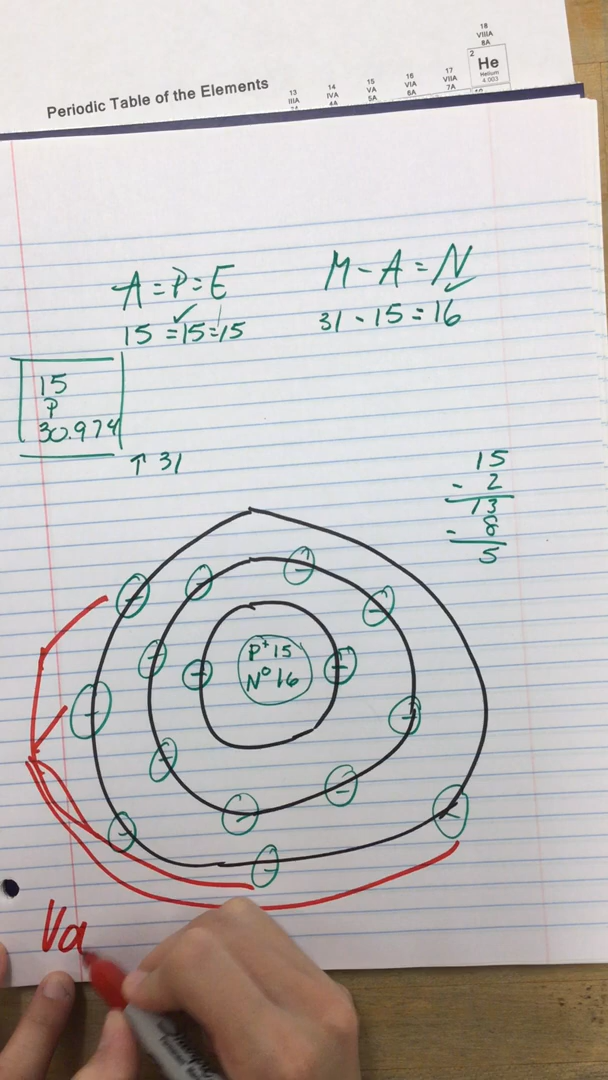 18
VIIIA
8A
2
He
Helium
4.003
Periodic Table of the Elements
13
IIIA
14
IVA
4A
15
VA
5A
16
VIA
6A
17
VIIA
7A
A = P = E
M - A = N
15 = 15 = 15
31 - 15 = 16
15
P
30.974
↑ 31
15
- 2
13
- 8
5
P+ 15
N° 16
Va